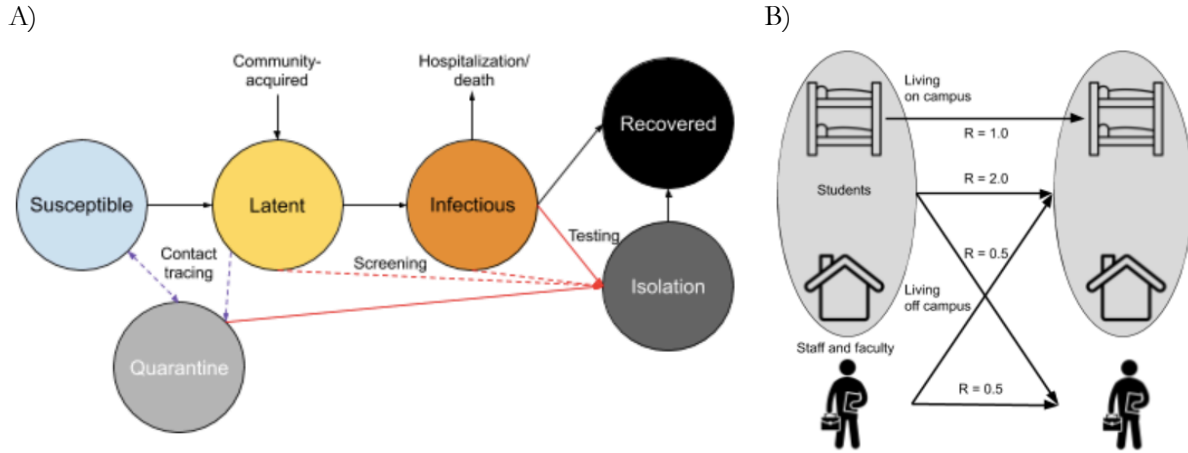 A)
Community-
acquired
Hospitalization/
death
Recovered
Susceptible
Latent
Infectious
Contact
tracing
Screening
Testing
Isolation
Quarantine
B)
Living
on campus
R = 1.0
Students
R = 2.0
R = 0.5
Living
off campus
Staff and faculty
R = 0.5